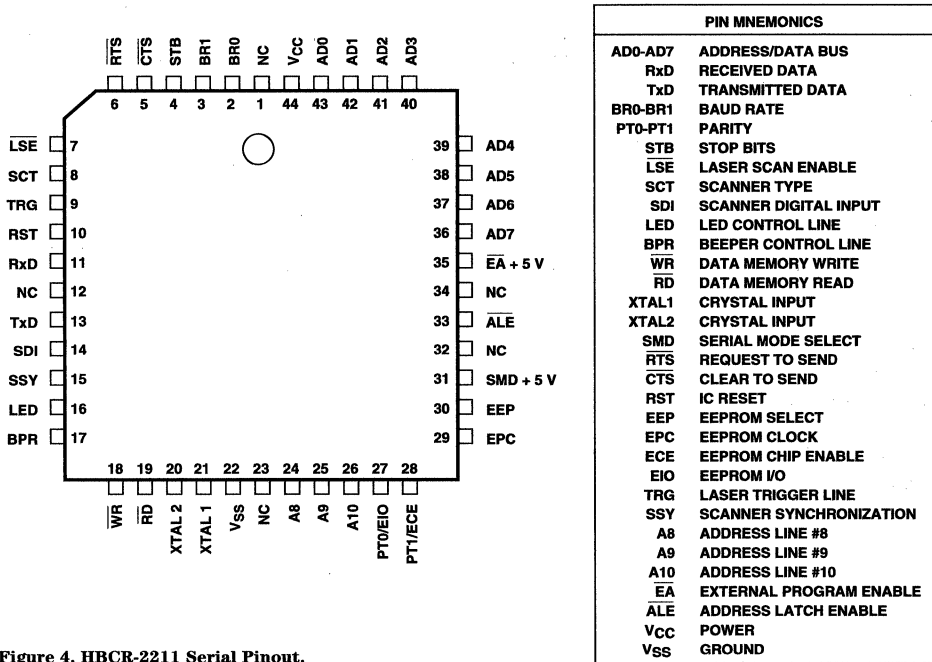 RTS CTS STB BR1 BR0 NC VCC AD0 AD1 AD2 AD3
6 5 4 3 2 1 44 43 42 41 40
LSE 7
SCT 8
TRG 9
RST 10
RxD 11
NC 12
TxD 13
SDI 14
SSY 15
LED 16
BPR 17
39 AD4
38 AD5
37 AD6
36 AD7
35 EA + 5 V
34 NC
33 ALE
32 NC
31 SMD + 5 V
30 EEP
29 EPC
18 19 20 21 22 23 24 25 26 27 28
WR RD XTAL 2 XTAL 1 VSS NC A8 A9 A10 PT0/EIO PT1/ECE
PIN MNEMONICS
AD0-AD7 ADDRESS/DATA BUS
RxD RECEIVED DATA
TxD TRANSMITTED DATA
BR0-BR1 BAUD RATE
PT0-PT1 PARITY
STB STOP BITS
LSE LASER SCAN ENABLE
SCT SCANNER TYPE
SDI SCANNER DIGITAL INPUT
LED LED CONTROL LINE
BPR BEEPER CONTROL LINE
WR DATA MEMORY WRITE
RD DATA MEMORY READ
XTAL1 CRYSTAL INPUT
XTAL2 CRYSTAL INPUT
SMD SERIAL MODE SELECT
RTS REQUEST TO SEND
CTS CLEAR TO SEND
RST IC RESET
EEP EEPROM SELECT
EPC EEPROM CLOCK
ECE EEPROM CHIP ENABLE
EIO EEPROM I/O
TRG LASER TRIGGER LINE
SSY SCANNER SYNCHRONIZATION
A8 ADDRESS LINE #8
A9 ADDRESS LINE #9
A10 ADDRESS LINE #10
EA EXTERNAL PROGRAM ENABLE
ALE ADDRESS LATCH ENABLE
VCC POWER
VSS GROUND
Figure 4. HBCR-2211 Serial Pinout.